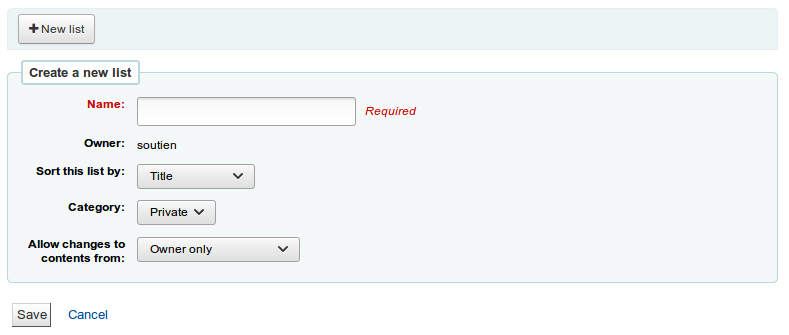 + New list
Create a new list
Name: Required
Owner: soutien
Sort this list by: Title
Category: Private
Allow changes to
contents from: Owner only
Save Cancel